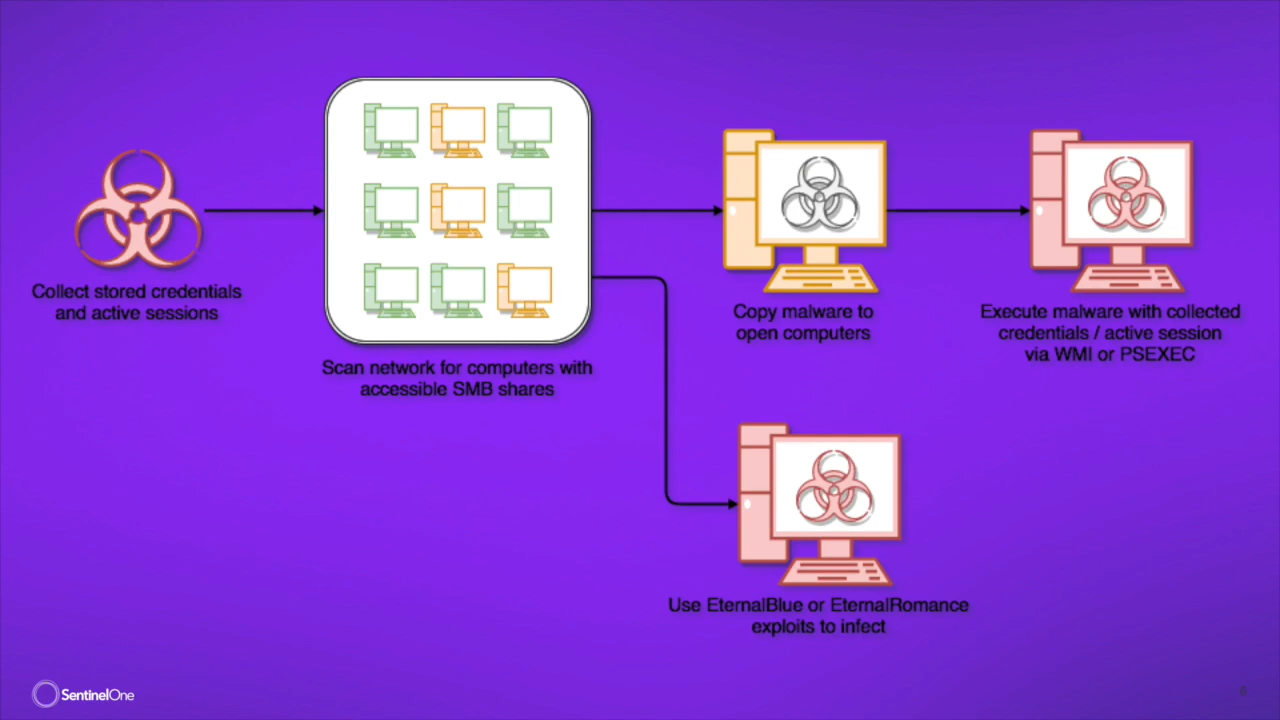 Collect stored credentials
and active sessions
Scan network for computers with
accessible SMB shares
Copy malware to
open computers
Execute malware with collected
credentials / active session
via WMI or PSEXEC
Use EternalBlue or EternalRomance
exploits to infect
SentinelOne